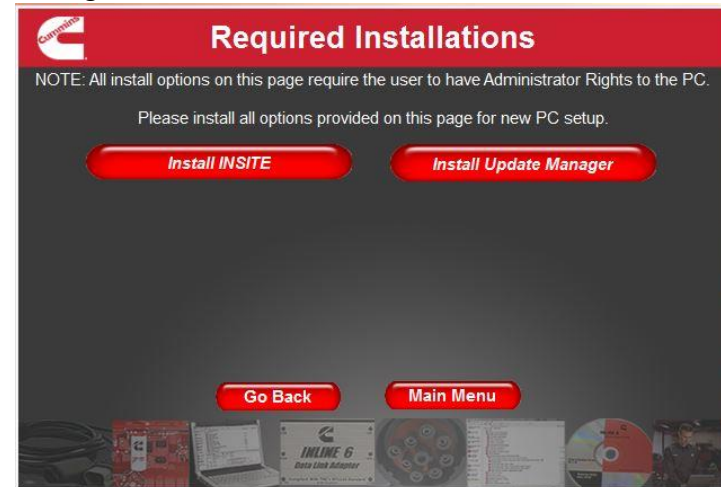 Cummins
Required Installations
NOTE: All install options on this page require the user to have Administrator Rights to the PC.
Please install all options provided on this page for new PC setup.
Install INSITE
Install Update Manager
Go Back
Main Menu
INLINE 6
Data Link Adapter